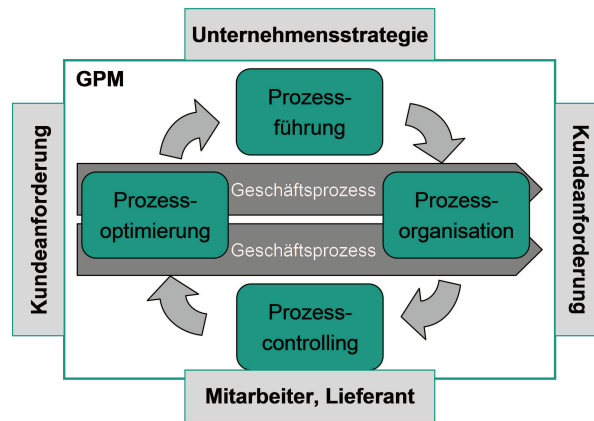 Unternehmensstrategie
GPM
Prozess-
führung
Kundeanforderung
Kundeanforderung
Geschäftsprozess
Prozess-
optimierung
Prozess-
organisation
Geschäftsprozess
Prozess-
controlling
Mitarbeiter, Lieferant